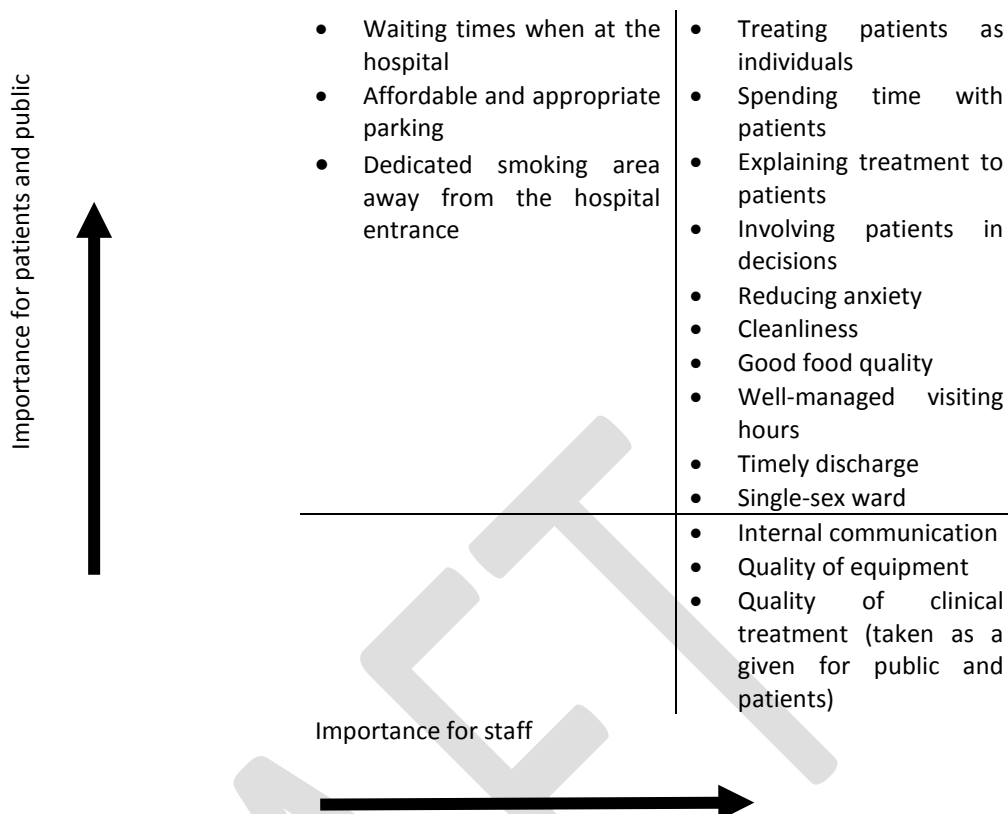 Importance for patients and public
• Waiting times when at the
hospital
• Affordable and appropriate
parking
• Dedicated smoking area
away from the hospital
entrance
• Treating patients as
individuals
• Spending time with
patients
• Explaining treatment to
patients
• Involving patients in
decisions
• Reducing anxiety
• Cleanliness
• Good food quality
• Well-managed visiting
hours
• Timely discharge
• Single-sex ward
• Internal communication
• Quality of equipment
• Quality of clinical
treatment (taken as a
given for public and
patients)
Importance for staff